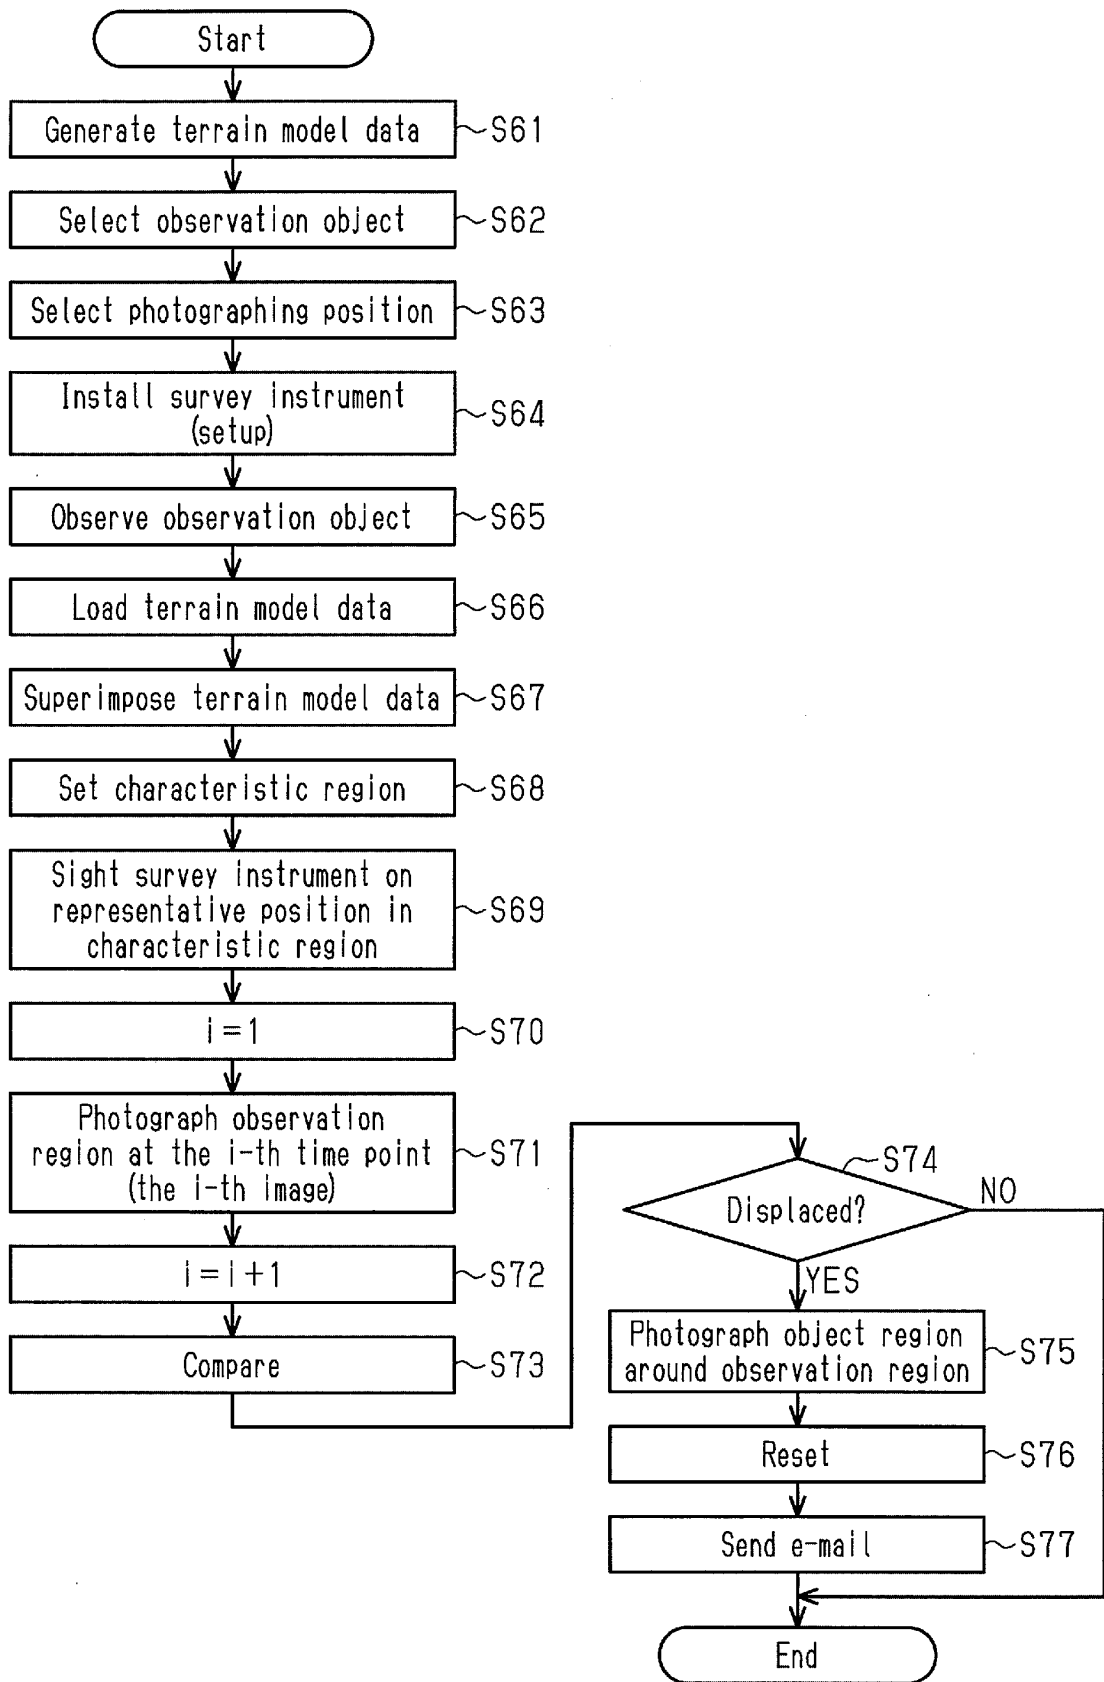 Start
Generate terrain model data
S61
Select observation object
S62
Select photographing position
S63
Install survey instrument
(setup)
S64
Observe observation object
S65
Load terrain model data
S66
Superimpose terrain model data
S67
Set characteristic region
S68
Sight survey instrument on
representative position in
characteristic region
S69
i=1
S70
Photograph observation
region at the i-th time point
(the i-th image)
S71
i=i+1
S72
Compare
S73
S74
Displaced?
NO
YES
Photograph object region
around observation region
S75
Reset
S76
Send e-mail
S77
End